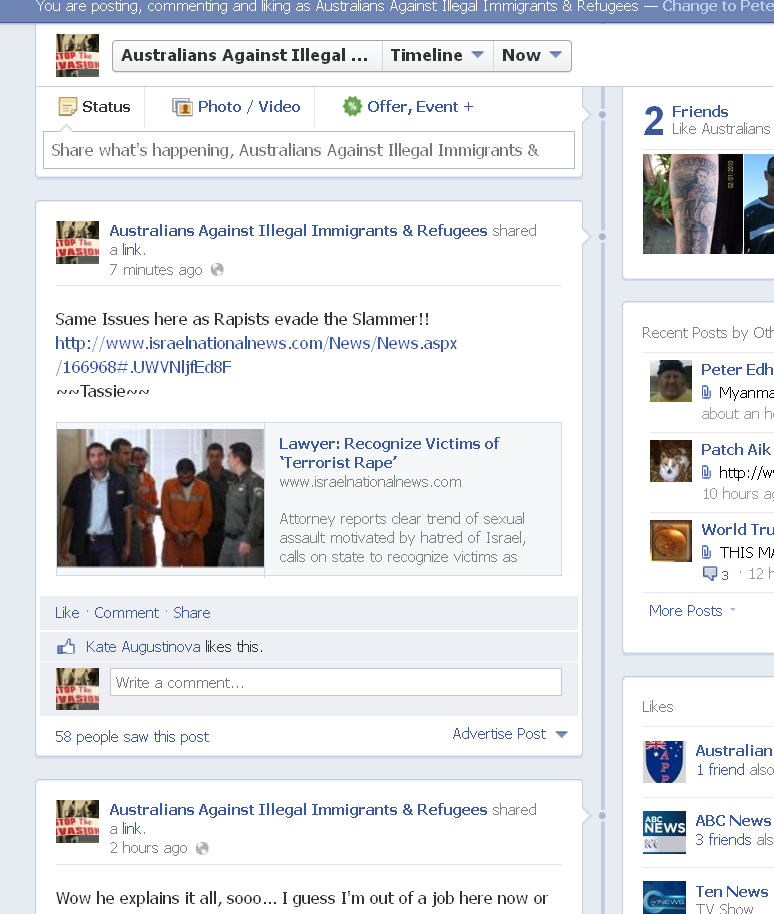 You are posting, commenting and liking as Australians Against Illegal Immigrants & Refugees — Change to Pete
STOP The
INVASION
Australians Against Illegal ...
Timeline
Now
Status
Photo / Video
Offer, Event +
Share what's happening, Australians Against Illegal Immigrants &
2
Friends
Like Australians
02/01/2010
STOP The
INVASION
Australians Against Illegal Immigrants & Refugees shared
a link.
7 minutes ago
Same Issues here as Rapists evade the Slammer!!
http://www.israelnationalnews.com/News/News.aspx
/166968#.UWVNljfEd8F
~~Tassie~~
Lawyer: Recognize Victims of
‘Terrorist Rape’
www.israelnationalnews.com
Attorney reports clear trend of sexual
assault motivated by hatred of Israel,
calls on state to recognize victims as
Like · Comment · Share
Kate Augustinova likes this.
STOP The
INVASION
Write a comment...
58 people saw this post
Advertise Post
Recent Posts by Oth
Peter Edh
Myanma
about an h
Patch Aik
http://w
10 hours ag
World Tru
THIS MA
3 · 12 h
More Posts
Likes
APP
Australian
1 friend also
ABC
NEWS
ABC News
3 friends als
NEWS
Ten News
TV Show
STOP The
INVASION
Australians Against Illegal Immigrants & Refugees shared
a link.
2 hours ago
Wow he explains it all, sooo... I guess I'm out of a job here now or